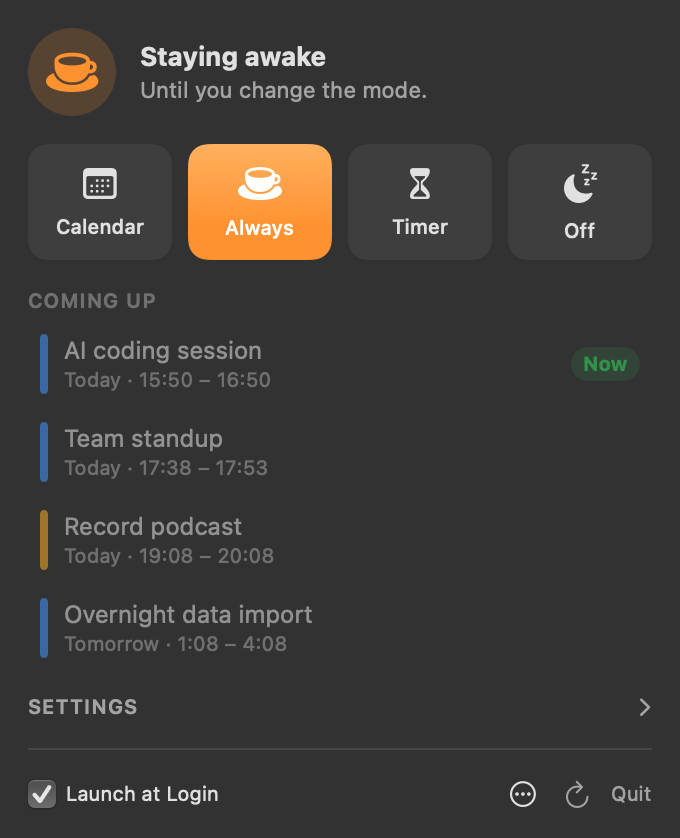 Staying awake
Until you change the mode.
Calendar
Always
Timer
Off
COMING UP
AI coding session
Now
Today · 15:50 – 16:50
Team standup
Today · 17:38 – 17:53
Record podcast
Today · 19:08 – 20:08
Overnight data import
Tomorrow · 1:08 – 4:08
SETTINGS
Launch at Login
Quit